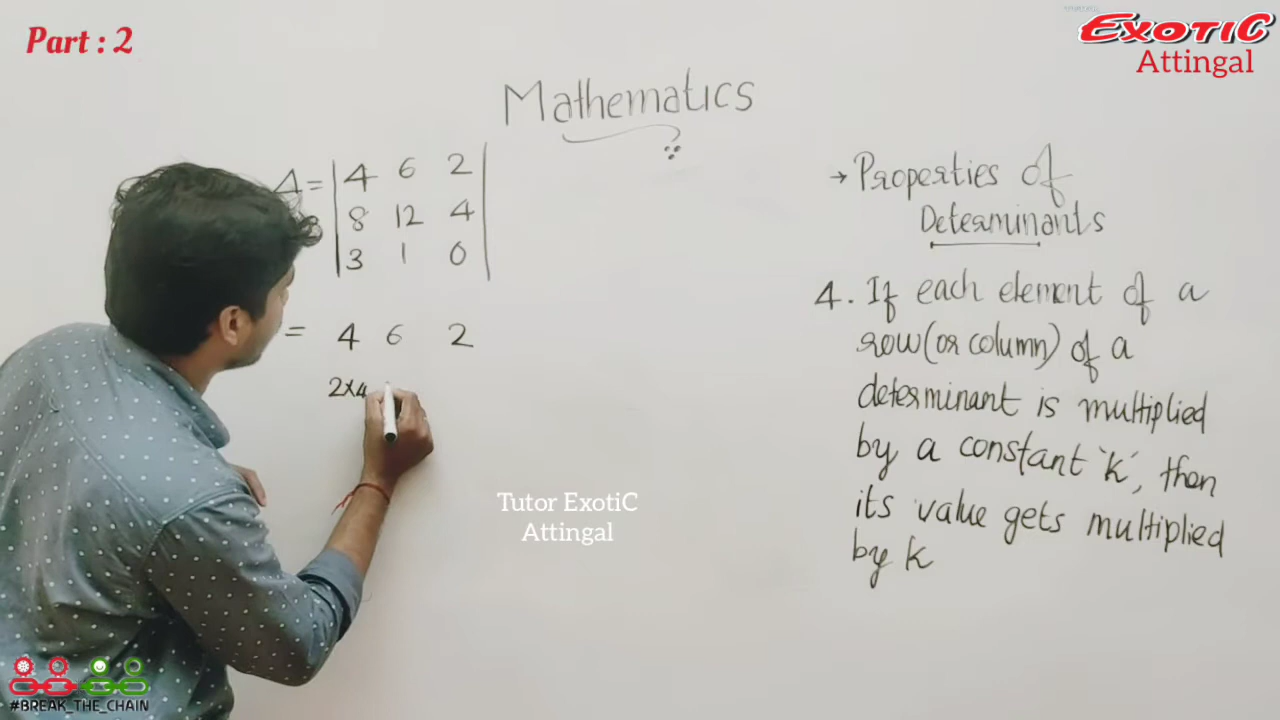 Part : 2
EXOTIC
Attingal
Mathematics
Δ = 4 6 2
8 12 4
3 1 0
= 4 6 2
2×4
→ Properties of
Determinants
4. If each element of a
row (or column) of a
determinant is multiplied
by a constant 'k', then
its value gets multiplied
by k
Tutor ExotiC
Attingal
#BREAK_THE_CHAIN